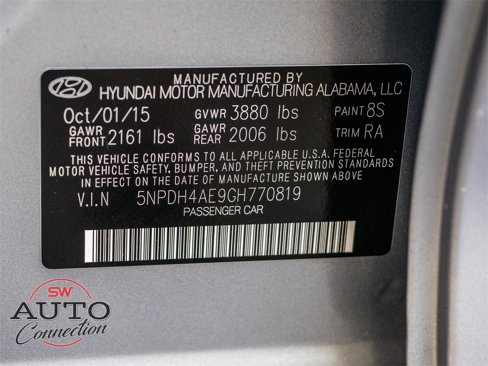 MANUFACTURED BY
HYUNDAI MOTOR MANUFACTURING ALABAMA, LLC
Oct/01/15 GVWR 3880 lbs PAINT 8S
GAWR FRONT 2161 lbs GAWR REAR 2006 lbs TRIM RA
THIS VEHICLE CONFORMS TO ALL APPLICABLE U.S.A. FEDERAL
MOTOR VEHICLE SAFETY, BUMPER, AND THEFT PREVENTION STANDARDS
IN EFFECT ON THE DATE OF MANUFACTURE SHOWN ABOVE
V.I.N 5NPDH4AE9GH770819
PASSENGER CAR
SW
AUTO
Connection